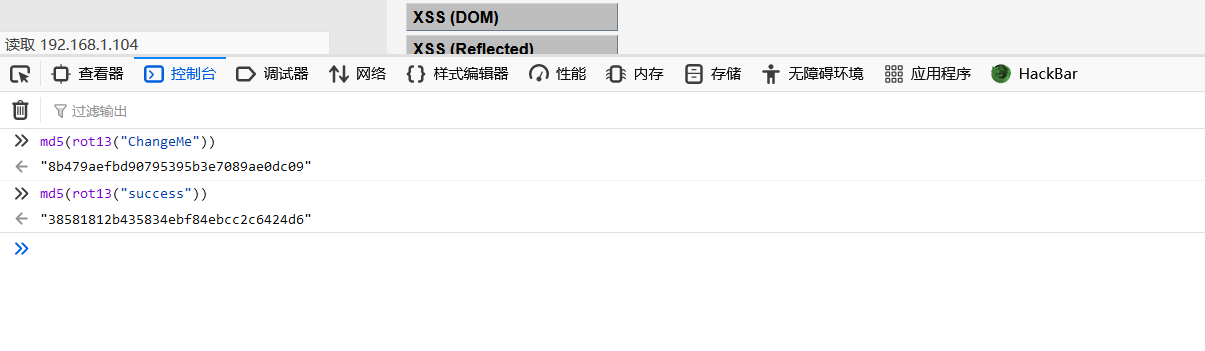 XSS (DOM)
读取 192.168.1.104
XSS (Reflected)
查看器 控制台 调试器 网络 样式编辑器 性能 内存 存储 无障碍环境 应用程序 HackBar
过滤输出
md5(rot13("ChangeMe"))
"8b479aefbd90795395b3e7089ae0dc09"
md5(rot13("success"))
"38581812b435834ebf84ebcc2c6424d6"